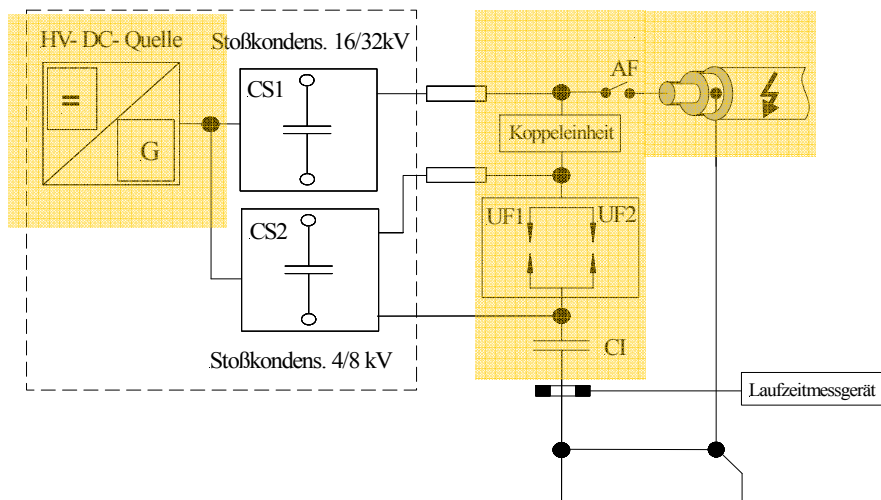 HV- DC- Quelle
Stoßkondens. 16/32kV
=
G
CS1
AF
Koppeleinheit
CS2
UF1 UF2
CI
Stoßkondens. 4/8 kV
Laufzeitmessgerät